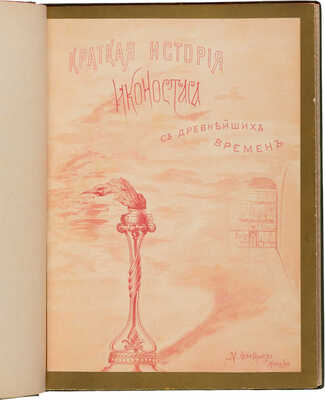 КРАТКАЯ ИСТОРІЯ
ИКОНОСТАСА
СЪ ДРЕВНѢЙШИХЪ
ВРЕМЕНЪ